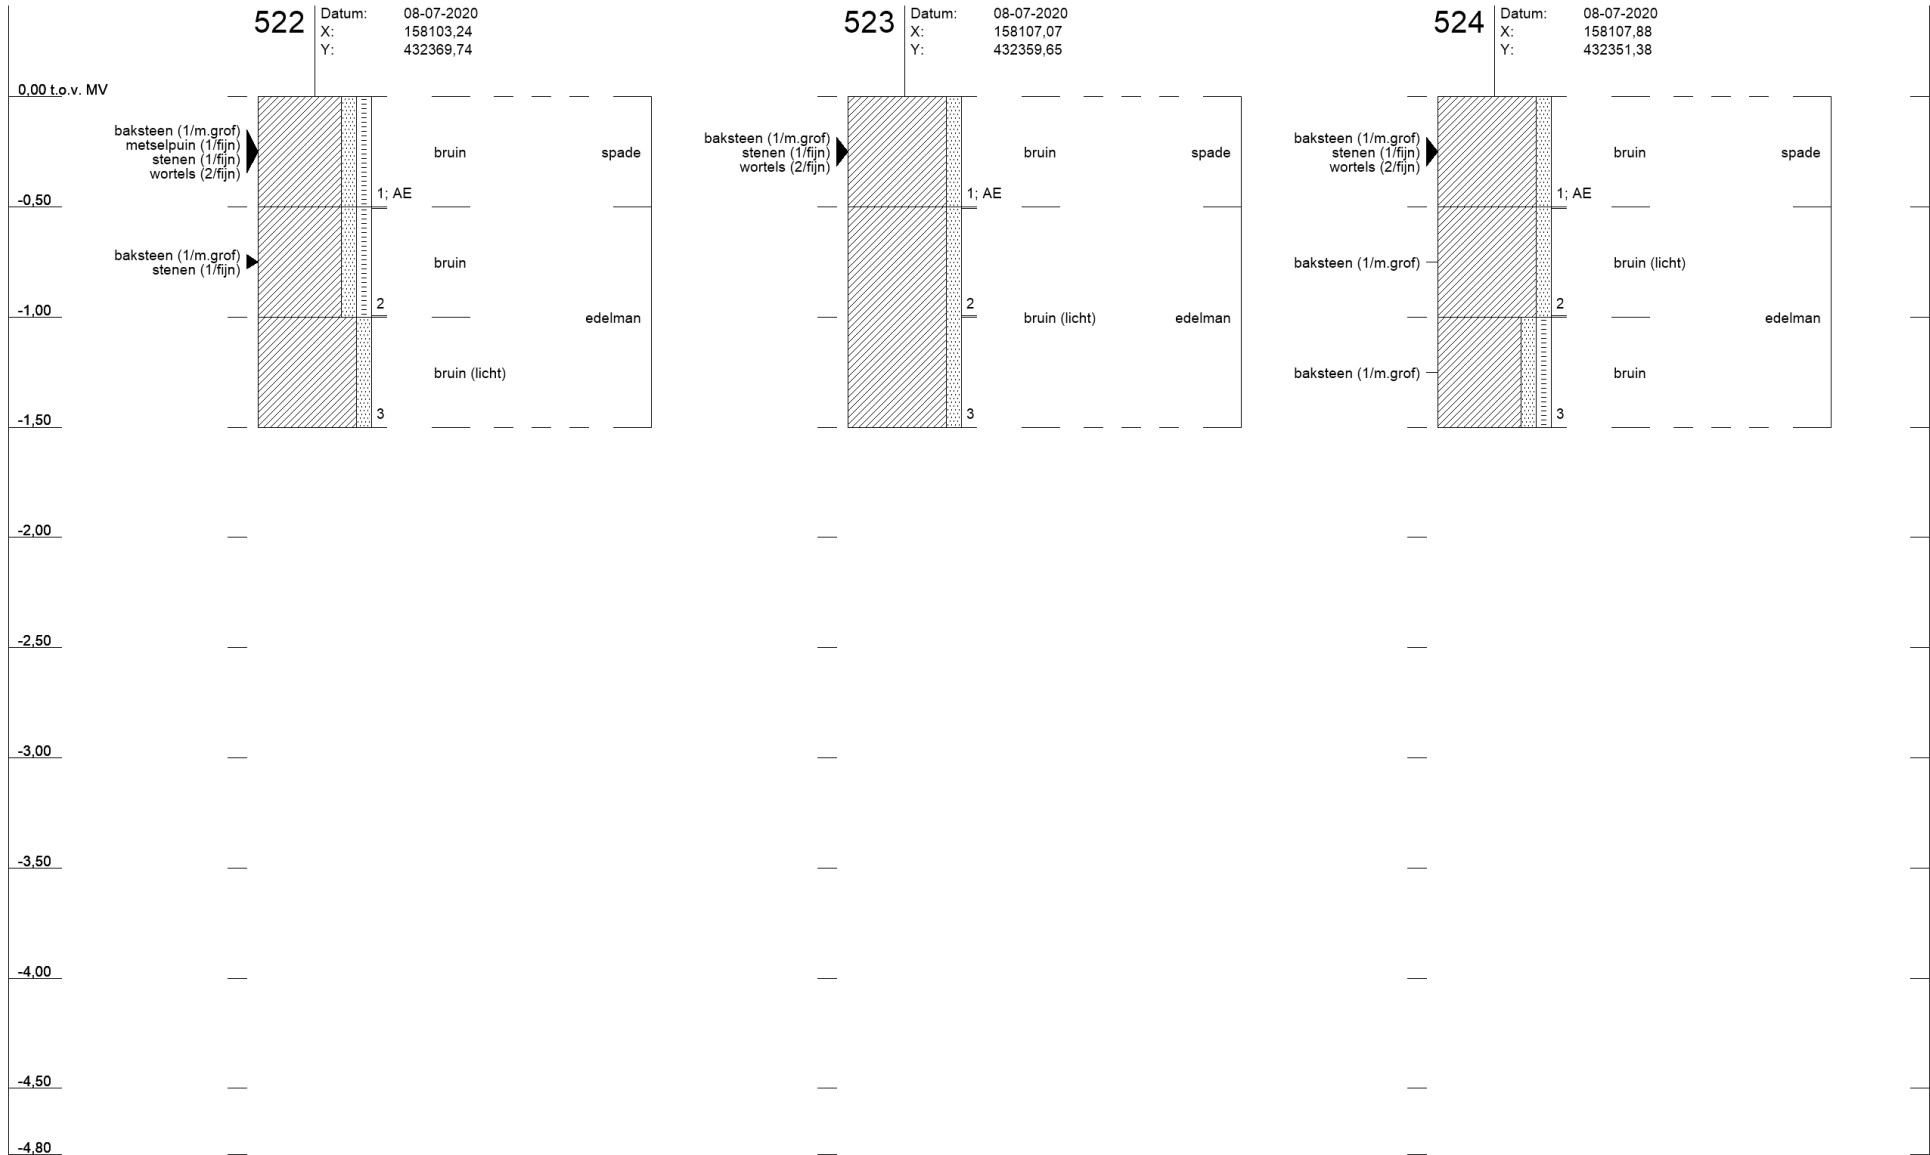 522
Datum: 08-07-2020
X: 158103,24
Y: 432369,74
523
Datum: 08-07-2020
X: 158107,07
Y: 432359,65
524
Datum: 08-07-2020
X: 158107,88
Y: 432351,38
0,00 t.o.v. MV
-0,50
-1,00
-1,50
-2,00
-2,50
-3,00
-3,50
-4,00
-4,50
-4,80
baksteen (1/m.grof)
metselpuin (1/fijn)
stenen (1/fijn)
wortels (2/fijn)
bruin
spade
1; AE
baksteen (1/m.grof)
stenen (1/fijn)
bruin
2
edelman
bruin (licht)
3
baksteen (1/m.grof)
stenen (1/fijn)
wortels (2/fijn)
bruin
spade
1; AE
2
bruin (licht)
edelman
3
baksteen (1/m.grof)
stenen (1/fijn)
wortels (2/fijn)
bruin
spade
1; AE
baksteen (1/m.grof)
bruin (licht)
2
edelman
baksteen (1/m.grof)
bruin
3